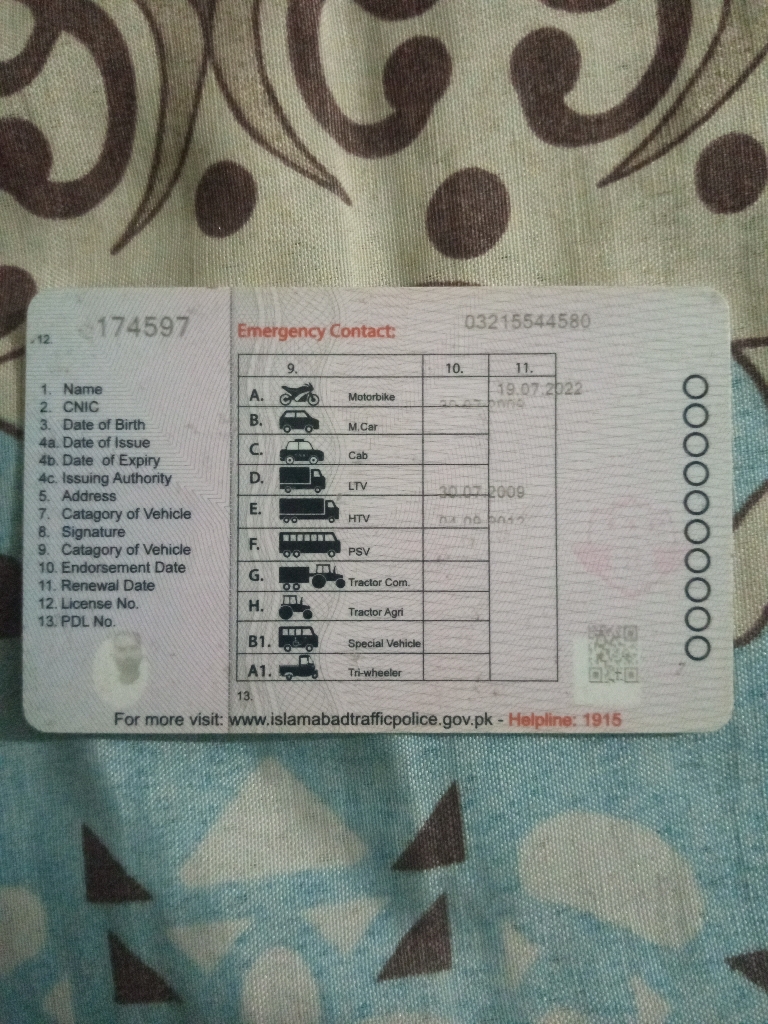 12. 174597
Emergency Contact: 03215544580
1. Name
2. CNIC
3. Date of Birth
4a. Date of Issue
4b. Date of Expiry
4c. Issuing Authority
5. Address
7. Catagory of Vehicle
8. Signature
9. Catagory of Vehicle
10. Endorsement Date
11. Renewal Date
12. License No.
13. PDL No.
9. 10. 11.
A. Motorbike 19.07.2022
B. M.Car
C. Cab
D. LTV 30.07.2009
E. HTV
F. PSV
G. Tractor Com.
H. Tractor Agri
B1. Special Vehicle
A1. Tri-wheeler
13.
For more visit: www.islamabadtrafficpolice.gov.pk - Helpline: 1915